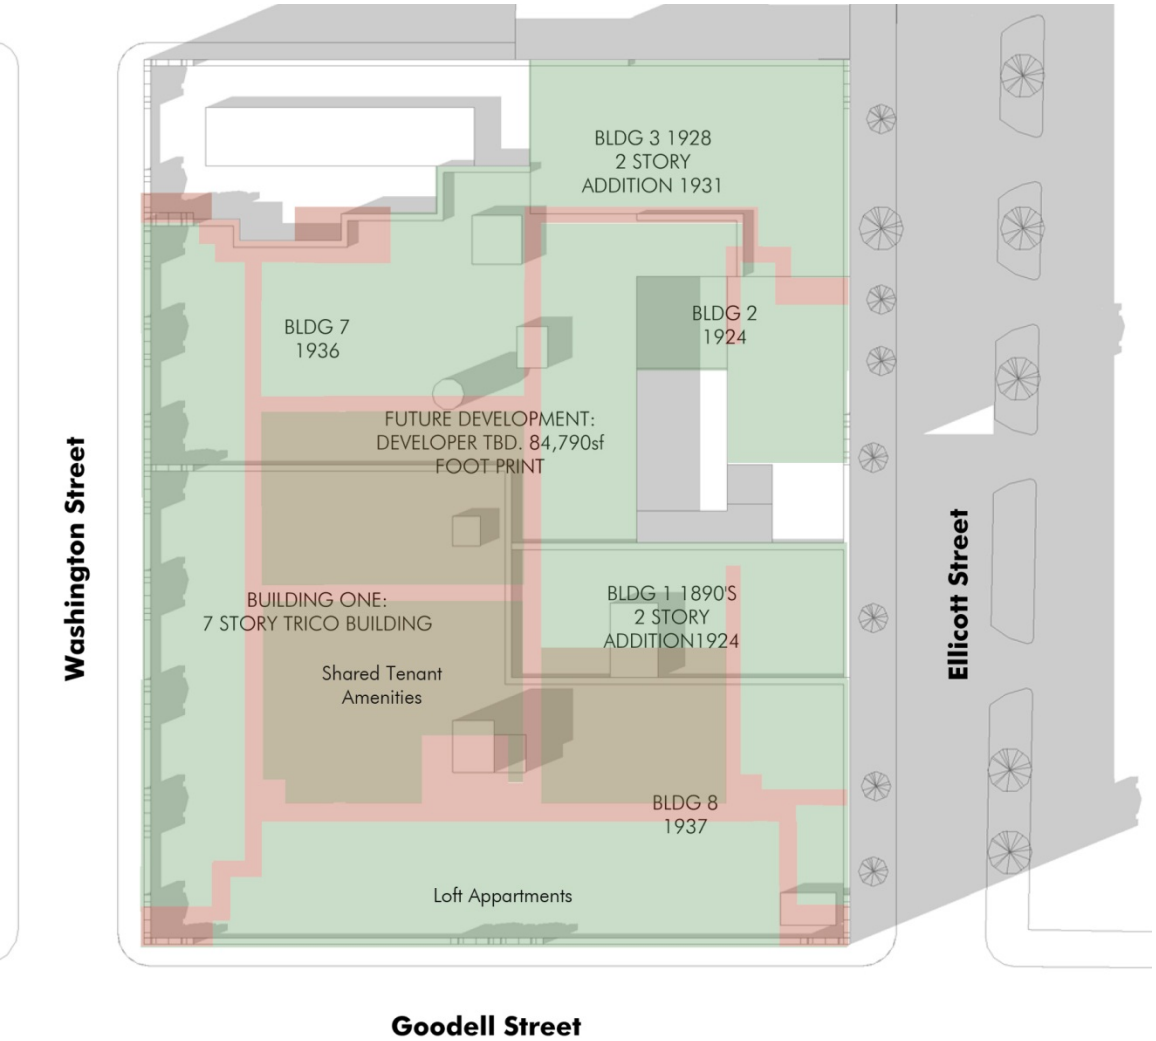 BLDG 3 1928
2 STORY
ADDITION 1931
BLDG 2
1924
BLDG 7
1936
FUTURE DEVELOPMENT:
DEVELOPER TBD. 84,790sf
FOOT PRINT
Washington Street
Ellicott Street
BUILDING ONE:
7 STORY TRICO BUILDING
BLDG 1 1890'S
2 STORY
ADDITION1924
Shared Tenant
Amenities
BLDG 8
1937
Loft Appartments
Goodell Street